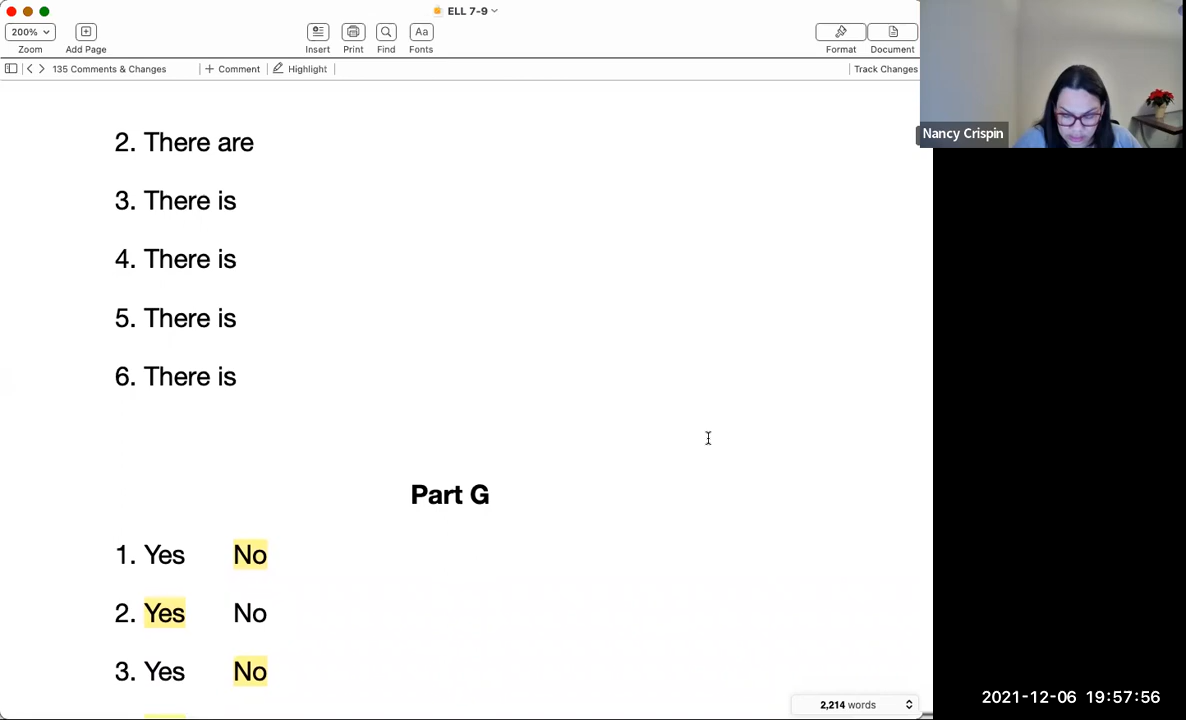 ELL 7-9
200%
Zoom Add Page Insert Print Find Fonts Format Document
135 Comments & Changes Comment Highlight Track Changes
Nancy Crispin
2. There are
3. There is
4. There is
5. There is
6. There is
Part G
1. Yes No
2. Yes No
3. Yes No
2,214 words
2021-12-06 19:57:56